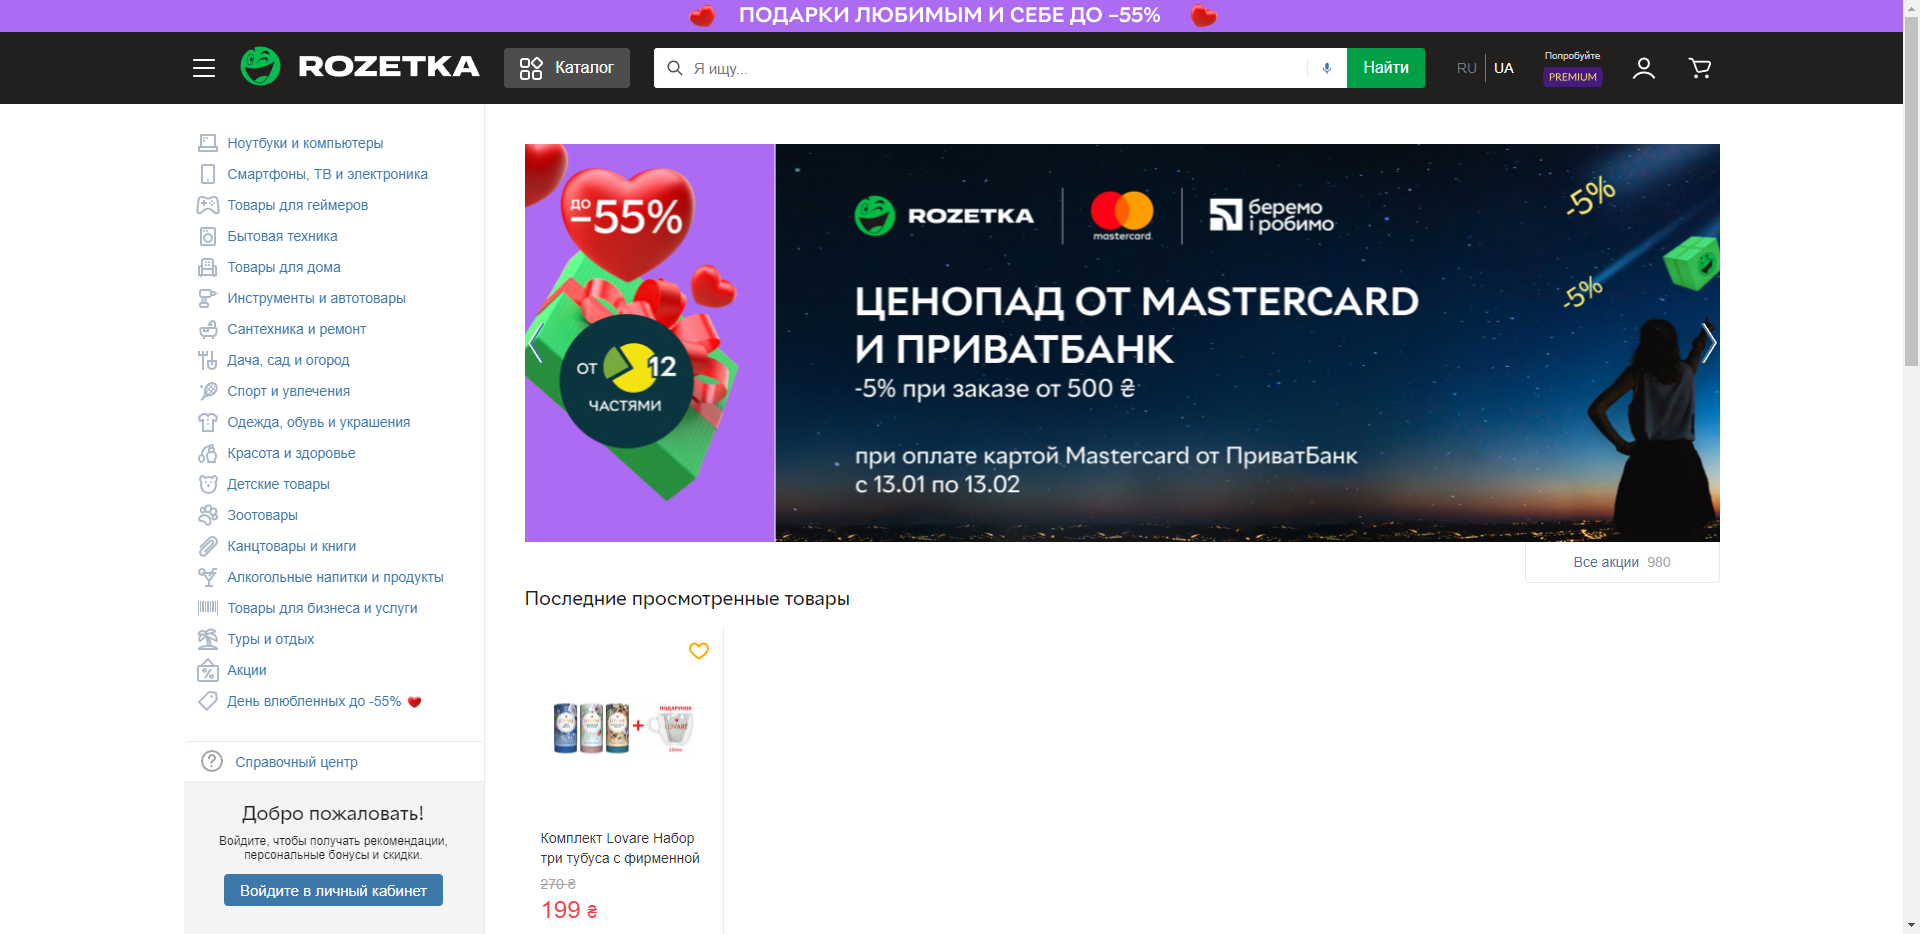 ПОДАРКИ ЛЮБИМЫМ И СЕБЕ ДО –55%
ROZETKA
Каталог
Я ищу...
Найти
RU
UA
Попробуйте
PREMIUM
Ноутбуки и компьютеры
Смартфоны, ТВ и электроника
Товары для геймеров
Бытовая техника
Товары для дома
Инструменты и автотовары
Сантехника и ремонт
Дача, сад и огород
Спорт и увлечения
Одежда, обувь и украшения
Красота и здоровье
Детские товары
Зоотовары
Канцтовары и книги
Алкогольные напитки и продукты
Товары для бизнеса и услуги
Туры и отдых
Акции
День влюбленных до -55%
Справочный центр
Добро пожаловать!
Войдите, чтобы получать рекомендации,
персональные бонусы и скидки.
Войдите в личный кабинет
ДО
–55%
ОТ 12
ЧАСТЯМИ
ROZETKA
mastercard.
беремо
і робимо
-5%
-5%
ЦЕНОПАД ОТ MASTERCARD
И ПРИВАТБАНК
-5% при заказе от 500 ₴
при оплате картой Mastercard от ПриватБанк
с 13.01 по 13.02
Все акции 980
Последние просмотренные товары
ПОДАРУНОК
LOVARE
LOVARE
LOVARE
LOVARE
Комплект Lovare Набор
три тубуса с фирменной
270 ₴
199 ₴